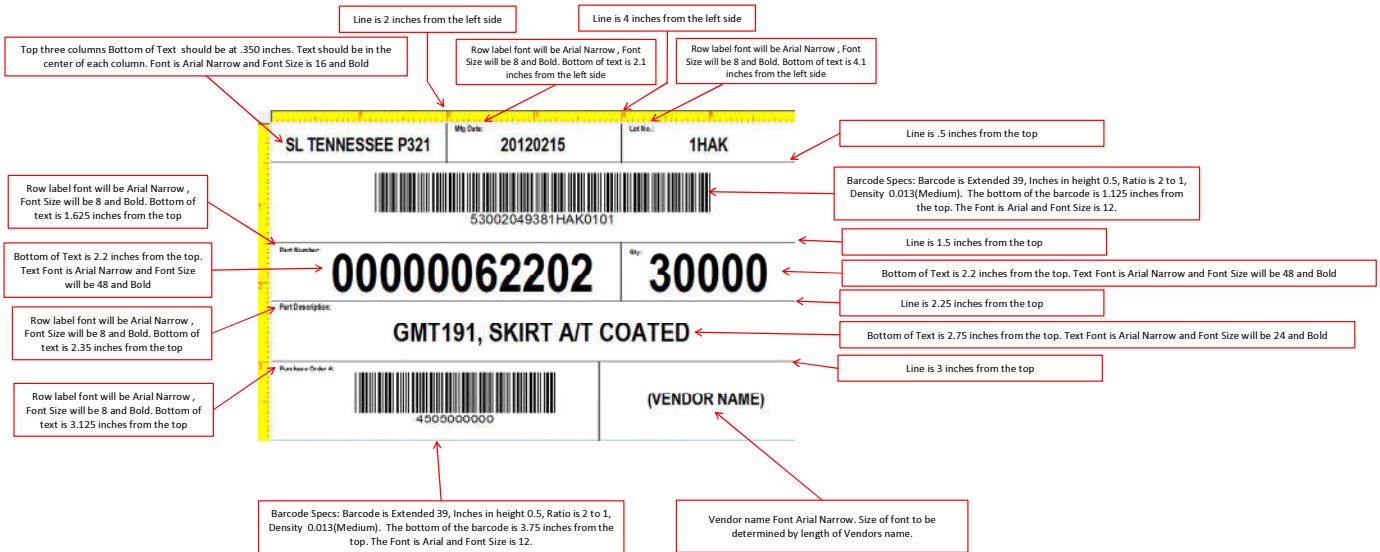 Line is 2 inches from the left side
Line is 4 inches from the left side
Top three columns Bottom of Text should be at .350 inches. Text should be in the
center of each column. Font is Arial Narrow and Font Size is 16 and Bold
Row label font will be Arial Narrow , Font
Size will be 8 and Bold. Bottom of text is 2.1
inches from the left side
Row label font will be Arial Narrow , Font
Size will be 8 and Bold. Bottom of text is 4.1
inches from the left side
Mfg Date:
Lot No.:
SL TENNESSEE P321
20120215
1HAK
Line is .5 inches from the top
Row label font will be Arial Narrow ,
Font Size will be 8 and Bold. Bottom of
text is 1.625 inches from the top
53002049381HAK0101
Barcode Specs: Barcode is Extended 39, Inches in height 0.5, Ratio is 2 to 1,
Density 0.013(Medium). The bottom of the barcode is 1.125 inches from
the top. The Font is Arial and Font Size is 12.
Line is 1.5 inches from the top
Part Number:
Qty:
Bottom of Text is 2.2 inches from the top.
Text Font is Arial Narrow and Font Size
will be 48 and Bold
00000062202
30000
Bottom of Text is 2.2 inches from the top. Text Font is Arial Narrow and Font Size will be 48 and Bold
Line is 2.25 inches from the top
Part Description:
Row label font will be Arial Narrow ,
Font Size will be 8 and Bold. Bottom of
text is 2.35 inches from the top
GMT191, SKIRT A/T COATED
Bottom of Text is 2.75 inches from the top. Text Font is Arial Narrow and Font Size will be 24 and Bold
Line is 3 inches from the top
Purchase Order #:
Row label font will be Arial Narrow ,
Font Size will be 8 and Bold. Bottom of
text is 3.125 inches from the top
4505000000
(VENDOR NAME)
Barcode Specs: Barcode is Extended 39, Inches in height 0.5, Ratio is 2 to 1,
Density 0.013(Medium). The bottom of the barcode is 3.75 inches from the
top. The Font is Arial and Font Size is 12.
Vendor name Font Arial Narrow. Size of font to be
determined by length of Vendors name.